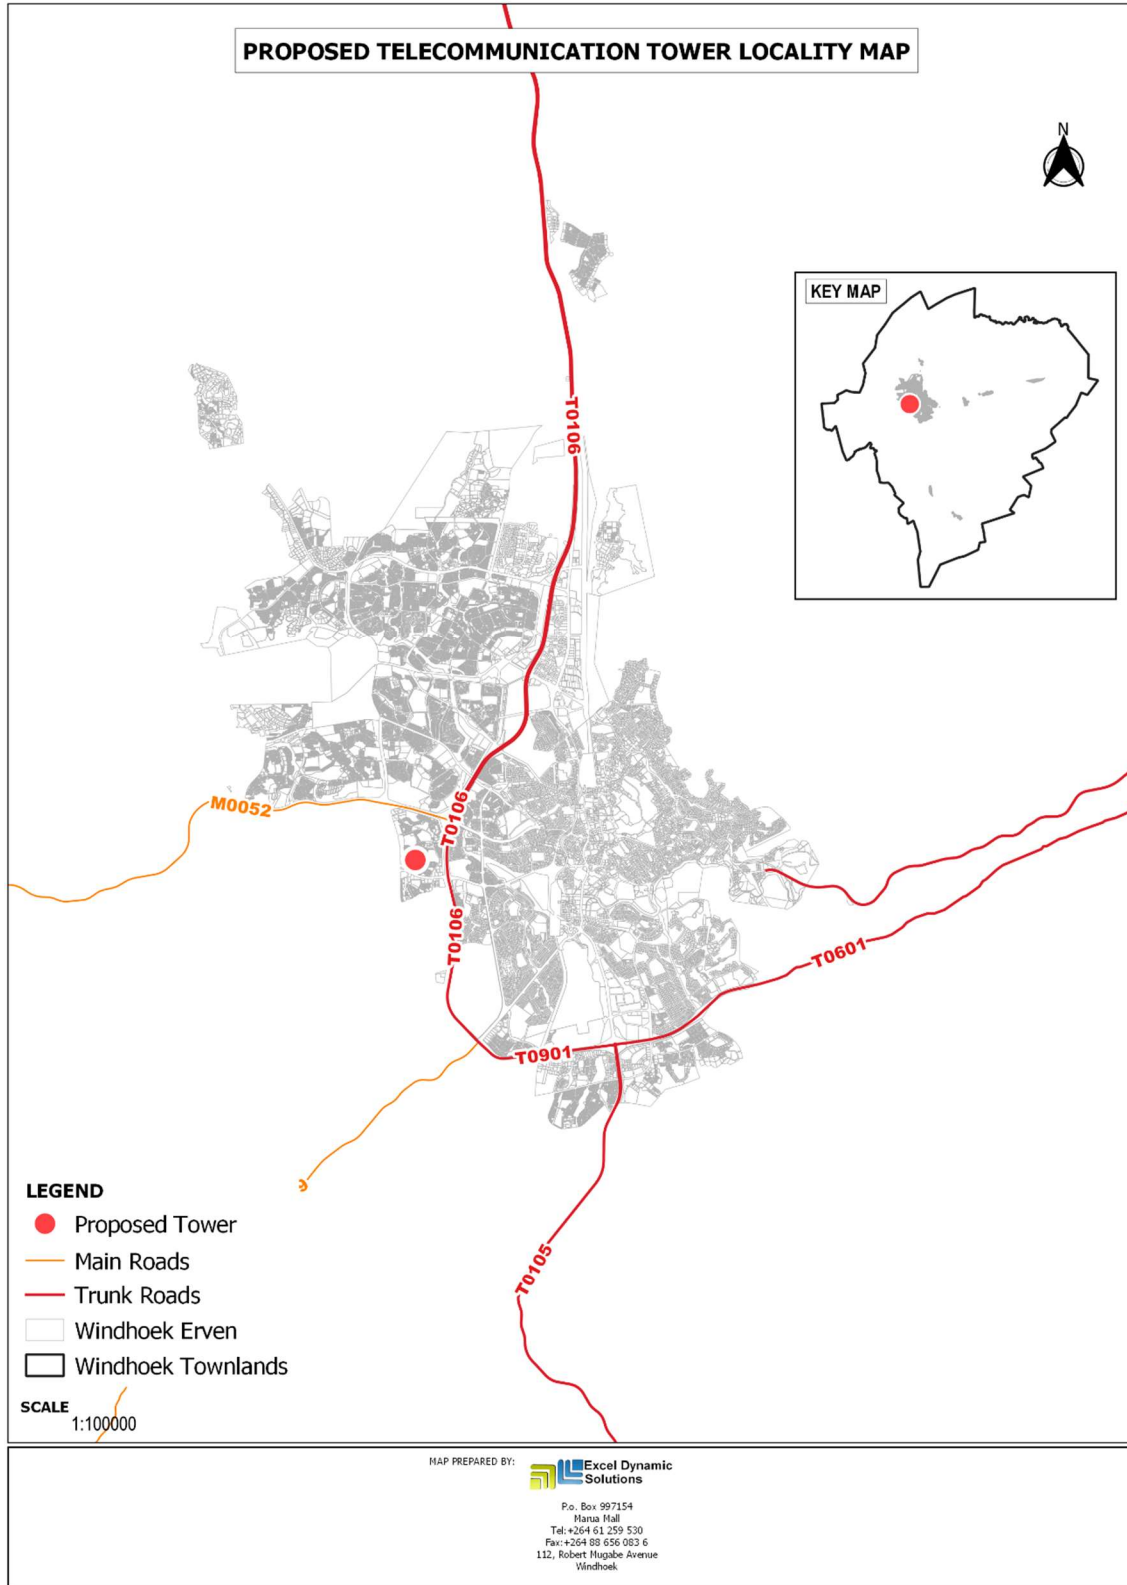 PROPOSED TELECOMMUNICATION TOWER LOCALITY MAP
N
KEY MAP
T0106
M0052
T0106
T0106
T0601
T0901
9
T0105
LEGEND
Proposed Tower
Main Roads
Trunk Roads
Windhoek Erven
Windhoek Townlands
SCALE
1:100000
MAP PREPARED BY:
Excel Dynamic
Solutions
P.o. Box 997154
Marua Mall
Tel:+264 61 259 530
Fax:+264 88 656 083 6
112, Robert Mugabe Avenue
Windhoek